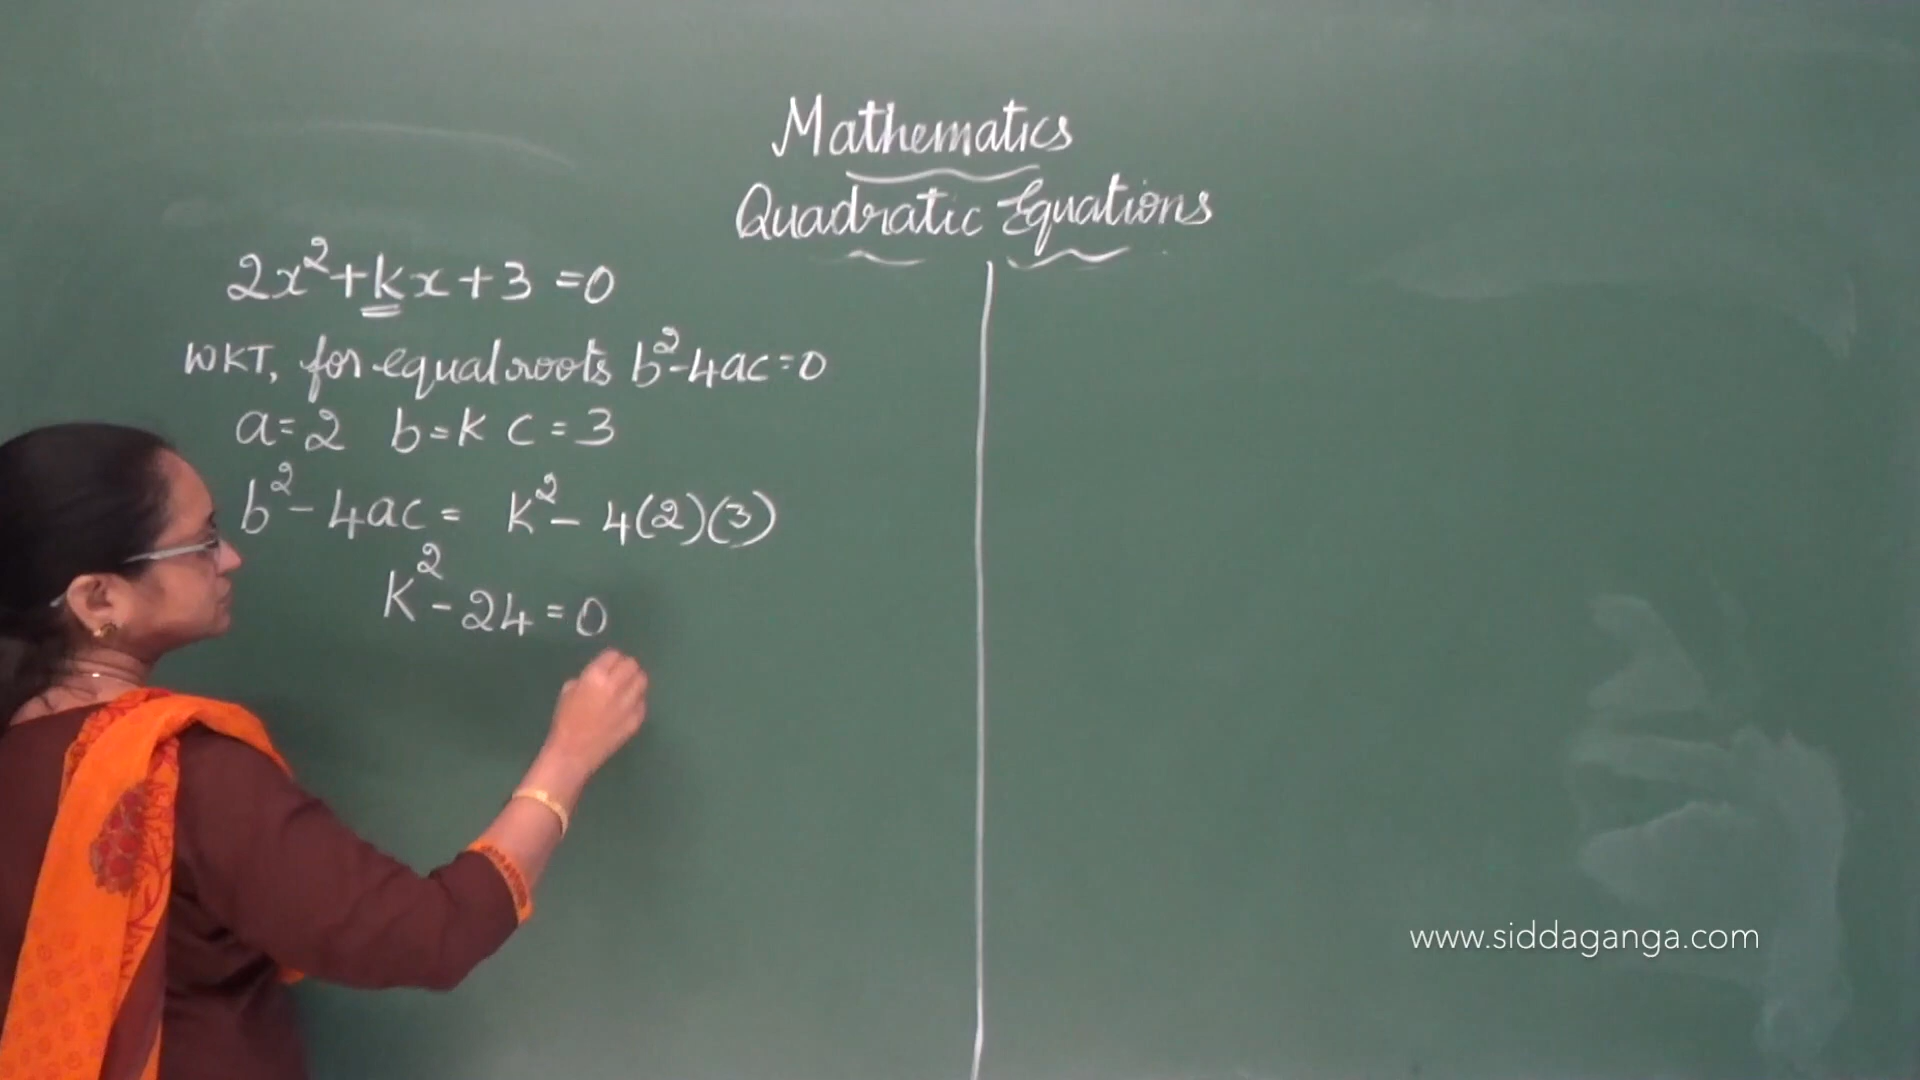 Mathematics
Quadratic Equations
2x²+kx+3=0
WKT, for equal roots b²-4ac=0
a=2 b=k c=3
b²-4ac= k²-4(2)(3)
k²-24=0
www.siddaganga.com